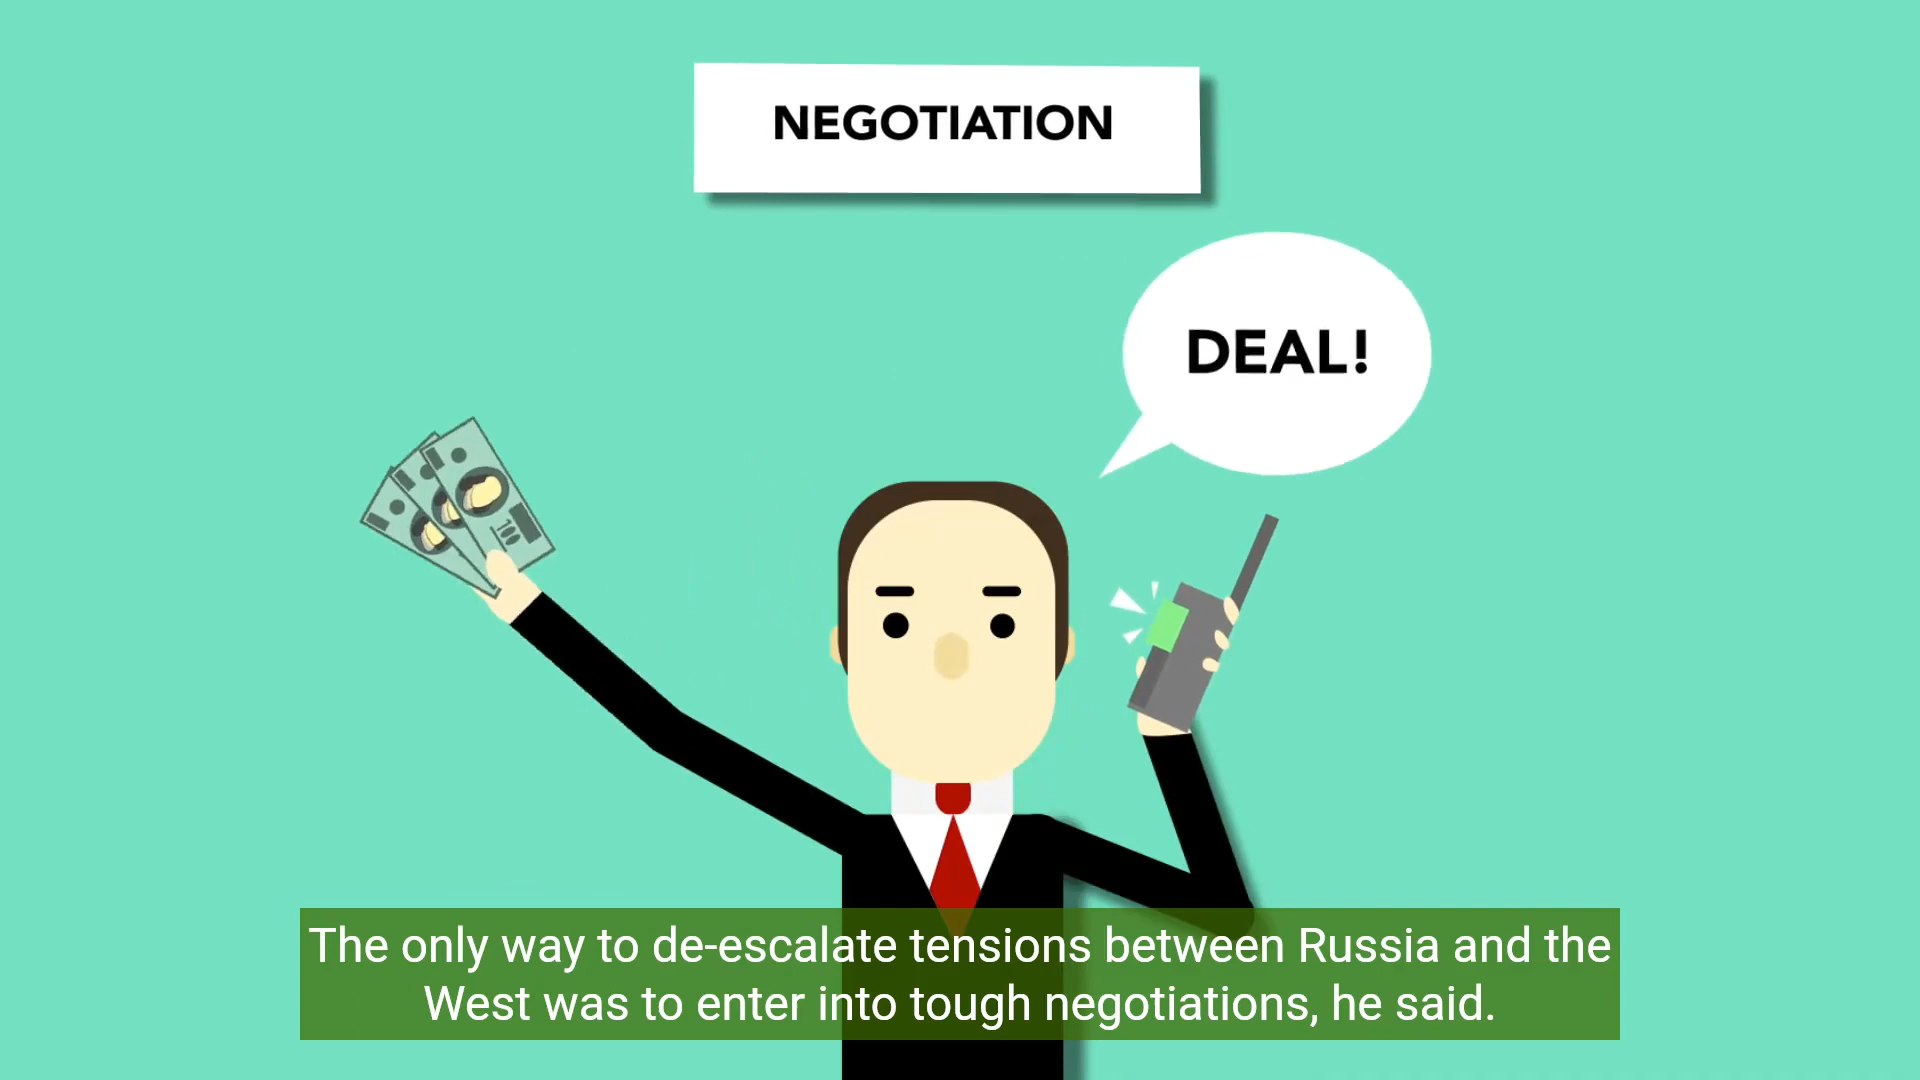 NEGOTIATION
DEAL!
100
The only way to de-escalate tensions between Russia and the
West was to enter into tough negotiations, he said.